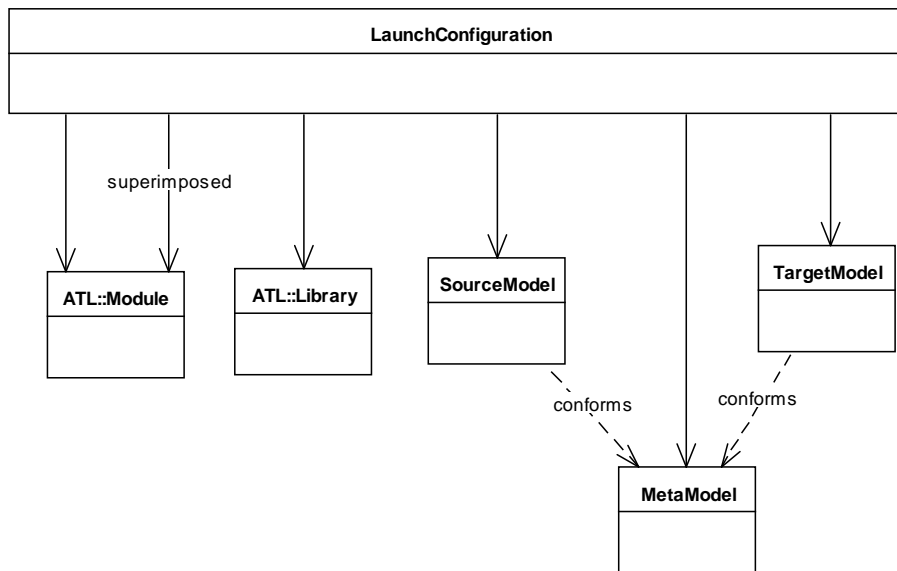 LaunchConfiguration
superimposed
ATL::Module
ATL::Library
SourceModel
TargetModel
conforms
conforms
MetaModel